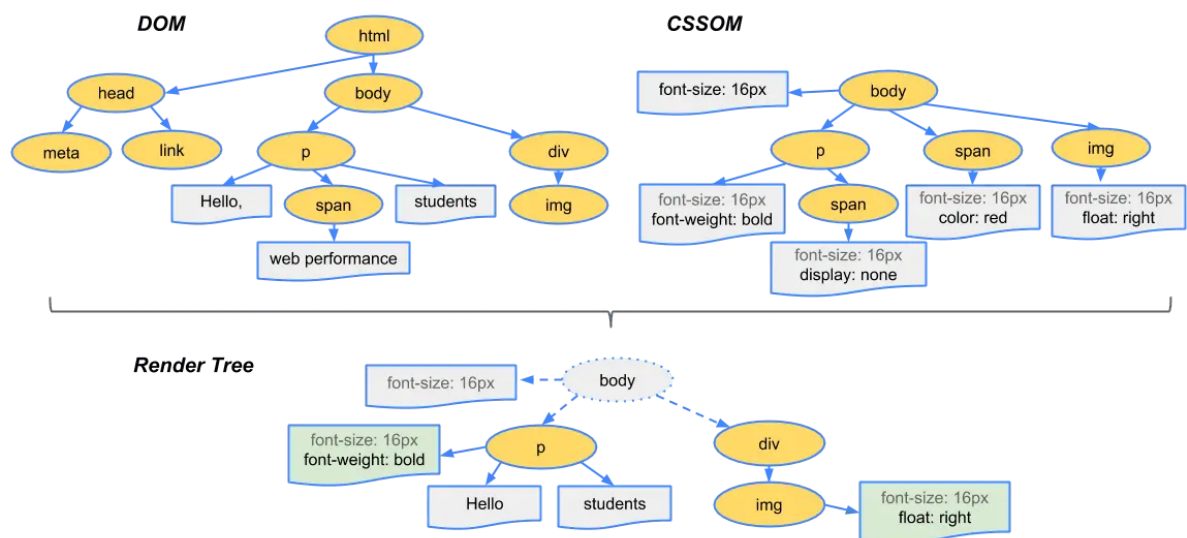 DOM
html
head
body
meta
link
p
div
Hello,
span
students
img
web performance
CSSOM
font-size: 16px
body
p
span
img
font-size: 16px
font-weight: bold
span
font-size: 16px
color: red
font-size: 16px
float: right
font-size: 16px
display: none
Render Tree
font-size: 16px
body
font-size: 16px
font-weight: bold
p
div
Hello
students
img
font-size: 16px
float: right